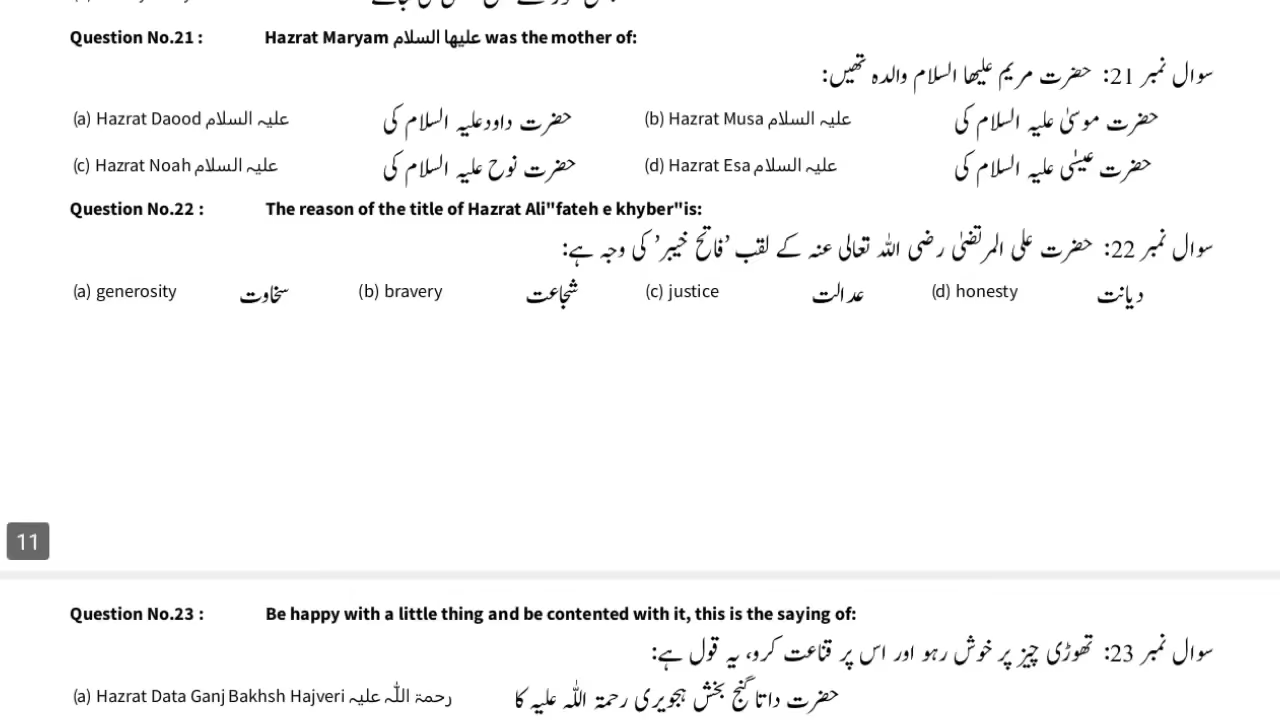 Question No.21 : Hazrat Maryam علیھا السلام was the mother of:
سوال نمبر 21: حضرت مریم علیھا السلام والدہ تھیں:
(a) Hazrat Daood علیہ السلام حضرت داود علیہ السلام کی (b) Hazrat Musa علیہ السلام حضرت موسیٰ علیہ السلام کی
(c) Hazrat Noah علیہ السلام حضرت نوح علیہ السلام کی (d) Hazrat Esa علیہ السلام حضرت عیسٰی علیہ السلام کی
Question No.22 : The reason of the title of Hazrat Ali"fateh e khyber"is:
سوال نمبر 22: حضرت علی المرتضیٰ رضی اللہ تعالی عنہ کے لقب ’فاتح خیبر‘ کی وجہ ہے:
(a) generosity سخاوت (b) bravery شجاعت (c) justice عدالت (d) honesty دیانت
11
Question No.23 : Be happy with a little thing and be contented with it, this is the saying of:
سوال نمبر 23: تھوڑی چیز پر خوش رہو اور اس پر قناعت کرو، یہ قول ہے:
(a) Hazrat Data Ganj Bakhsh Hajveri رحمۃ اللّٰہ علیہ حضرت داتا گنج بخش ہجویری رحمۃ اللّٰہ علیہ کا